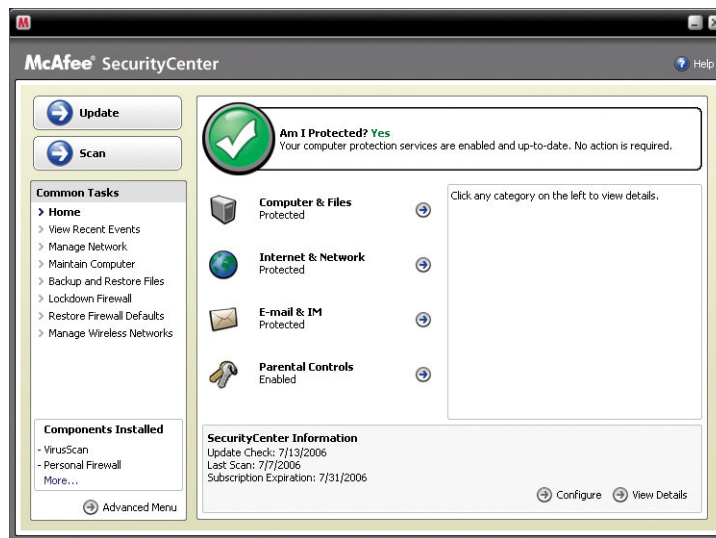 McAfee® SecurityCenter
Help
Update
Scan
Common Tasks
Home
View Recent Events
Manage Network
Maintain Computer
Backup and Restore Files
Lockdown Firewall
Restore Firewall Defaults
Manage Wireless Networks
Components Installed
- VirusScan
- Personal Firewall
More...
Advanced Menu
Am I Protected? Yes
Your computer protection services are enabled and up-to-date. No action is required.
Computer & Files
Protected
Internet & Network
Protected
E-mail & IM
Protected
Parental Controls
Enabled
Click any category on the left to view details.
SecurityCenter Information
Update Check: 7/13/2006
Last Scan: 7/7/2006
Subscription Expiration: 7/31/2006
Configure
View Details